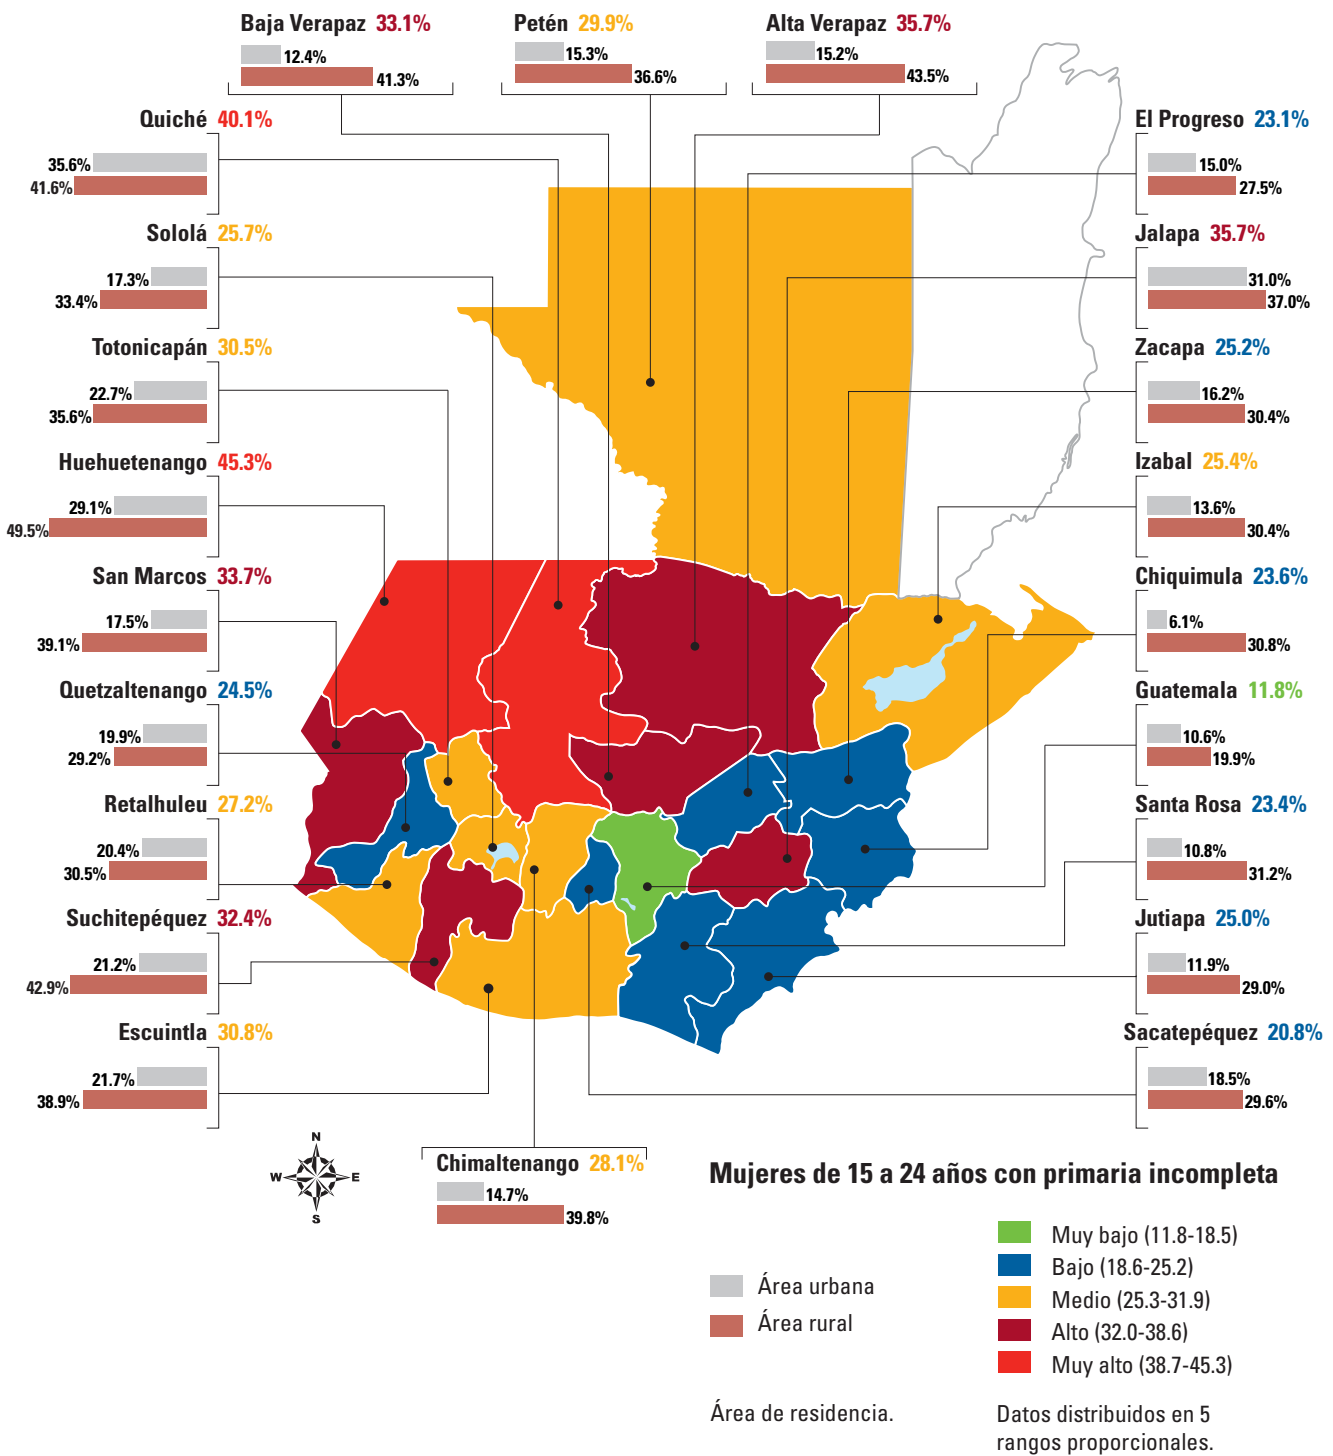 Baja Verapaz 33.1%
12.4%
41.3%
Petén 29.9%
15.3%
36.6%
Alta Verapaz 35.7%
15.2%
43.5%
Quiché 40.1%
35.6%
41.6%
Sololá 25.7%
17.3%
33.4%
Totonicapán 30.5%
22.7%
35.6%
Huehuetenango 45.3%
29.1%
49.5%
San Marcos 33.7%
17.5%
39.1%
Quetzaltenango 24.5%
19.9%
29.2%
Retalhuleu 27.2%
20.4%
30.5%
Suchitepéquez 32.4%
21.2%
42.9%
Escuintla 30.8%
21.7%
38.9%
El Progreso 23.1%
15.0%
27.5%
Jalapa 35.7%
31.0%
37.0%
Zacapa 25.2%
16.2%
30.4%
Izabal 25.4%
13.6%
30.4%
Chiquimula 23.6%
6.1%
30.8%
Guatemala 11.8%
10.6%
19.9%
Santa Rosa 23.4%
10.8%
31.2%
Jutiapa 25.0%
11.9%
29.0%
Sacatepéquez 20.8%
18.5%
29.6%
N
W E
S
Chimaltenango 28.1%
14.7%
39.8%
Mujeres de 15 a 24 años con primaria incompleta
Área urbana
Área rural
Muy bajo (11.8-18.5)
Bajo (18.6-25.2)
Medio (25.3-31.9)
Alto (32.0-38.6)
Muy alto (38.7-45.3)
Área de residencia.
Datos distribuidos en 5
rangos proporcionales.